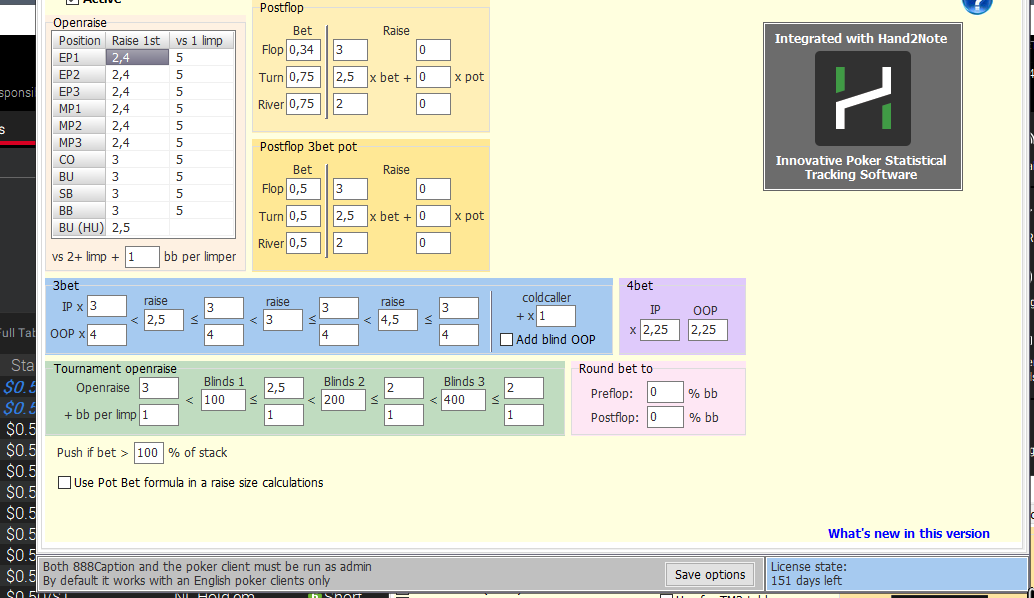 Active
Openraise
Position Raise 1st vs 1 limp
EP1 2,4 5
EP2 2,4 5
EP3 2,4 5
MP1 2,4 5
MP2 2,4 5
MP3 2,4 5
CO 3 5
BU 3 5
SB 3 5
BB 3 5
BU (HU) 2,5
vs 2+ limp + 1 bb per limper
Postflop
Bet Raise
Flop 0,34 3 0
Turn 0,75 2,5 x bet + 0 x pot
River 0,75 2 0
Postflop 3bet pot
Bet Raise
Flop 0,5 3 0
Turn 0,5 2,5 x bet + 0 x pot
River 0,5 2 0
?
Integrated with Hand2Note
Innovative Poker Statistical
Tracking Software
3bet
raise raise raise coldcaller
IP x 3 3 3 3 + x 1
< 2,5 ≤ < 3 ≤ < 4,5 ≤
OOP x 4 4 4 4 Add blind OOP
4bet
IP OOP
x 2,25 2,25
Tournament openraise
Blinds 1 Blinds 2 Blinds 3
Openraise 3 2,5 2 2
< 100 ≤ < 200 ≤ < 400 ≤
+ bb per limp 1 1 1 1
Round bet to
Preflop: 0 % bb
Postflop: 0 % bb
Push if bet > 100 % of stack
Use Pot Bet formula in a raise size calculations
What's new in this version
Both 888Caption and the poker client must be run as admin
By default it works with an English poker clients only
Save options
License state:
151 days left
sponsi
s
ull Tab
Sta
$0.5
$0.5
$0.5
$0.5
$0.5
$0.5
$0.5
$0.5
$0.5
$0.5